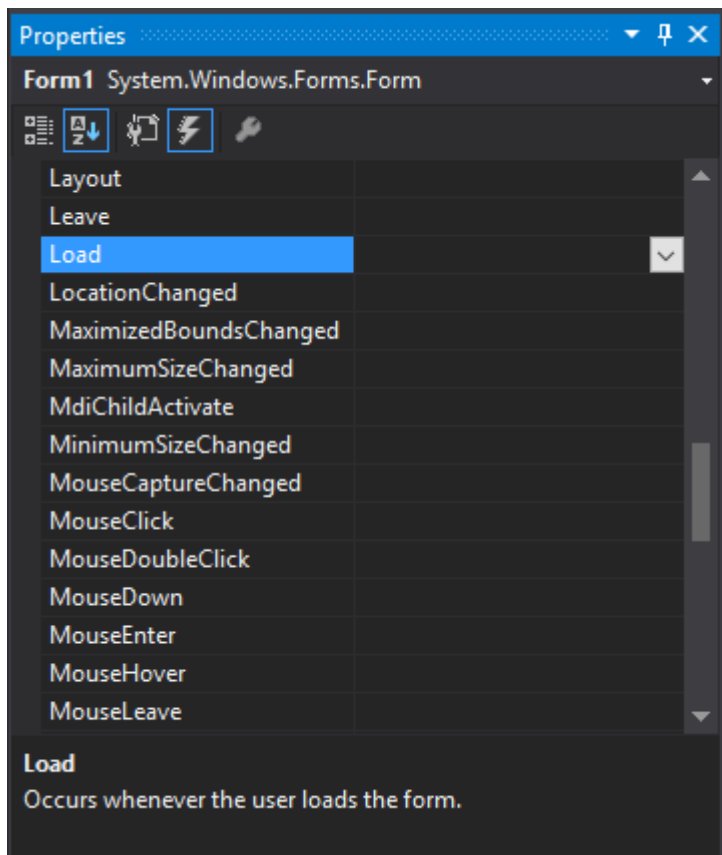 Properties
Form1 System.Windows.Forms.Form
Layout
Leave
Load
LocationChanged
MaximizedBoundsChanged
MaximumSizeChanged
MdiChildActivate
MinimumSizeChanged
MouseCaptureChanged
MouseClick
MouseDoubleClick
MouseDown
MouseEnter
MouseHover
MouseLeave
Load
Occurs whenever the user loads the form.